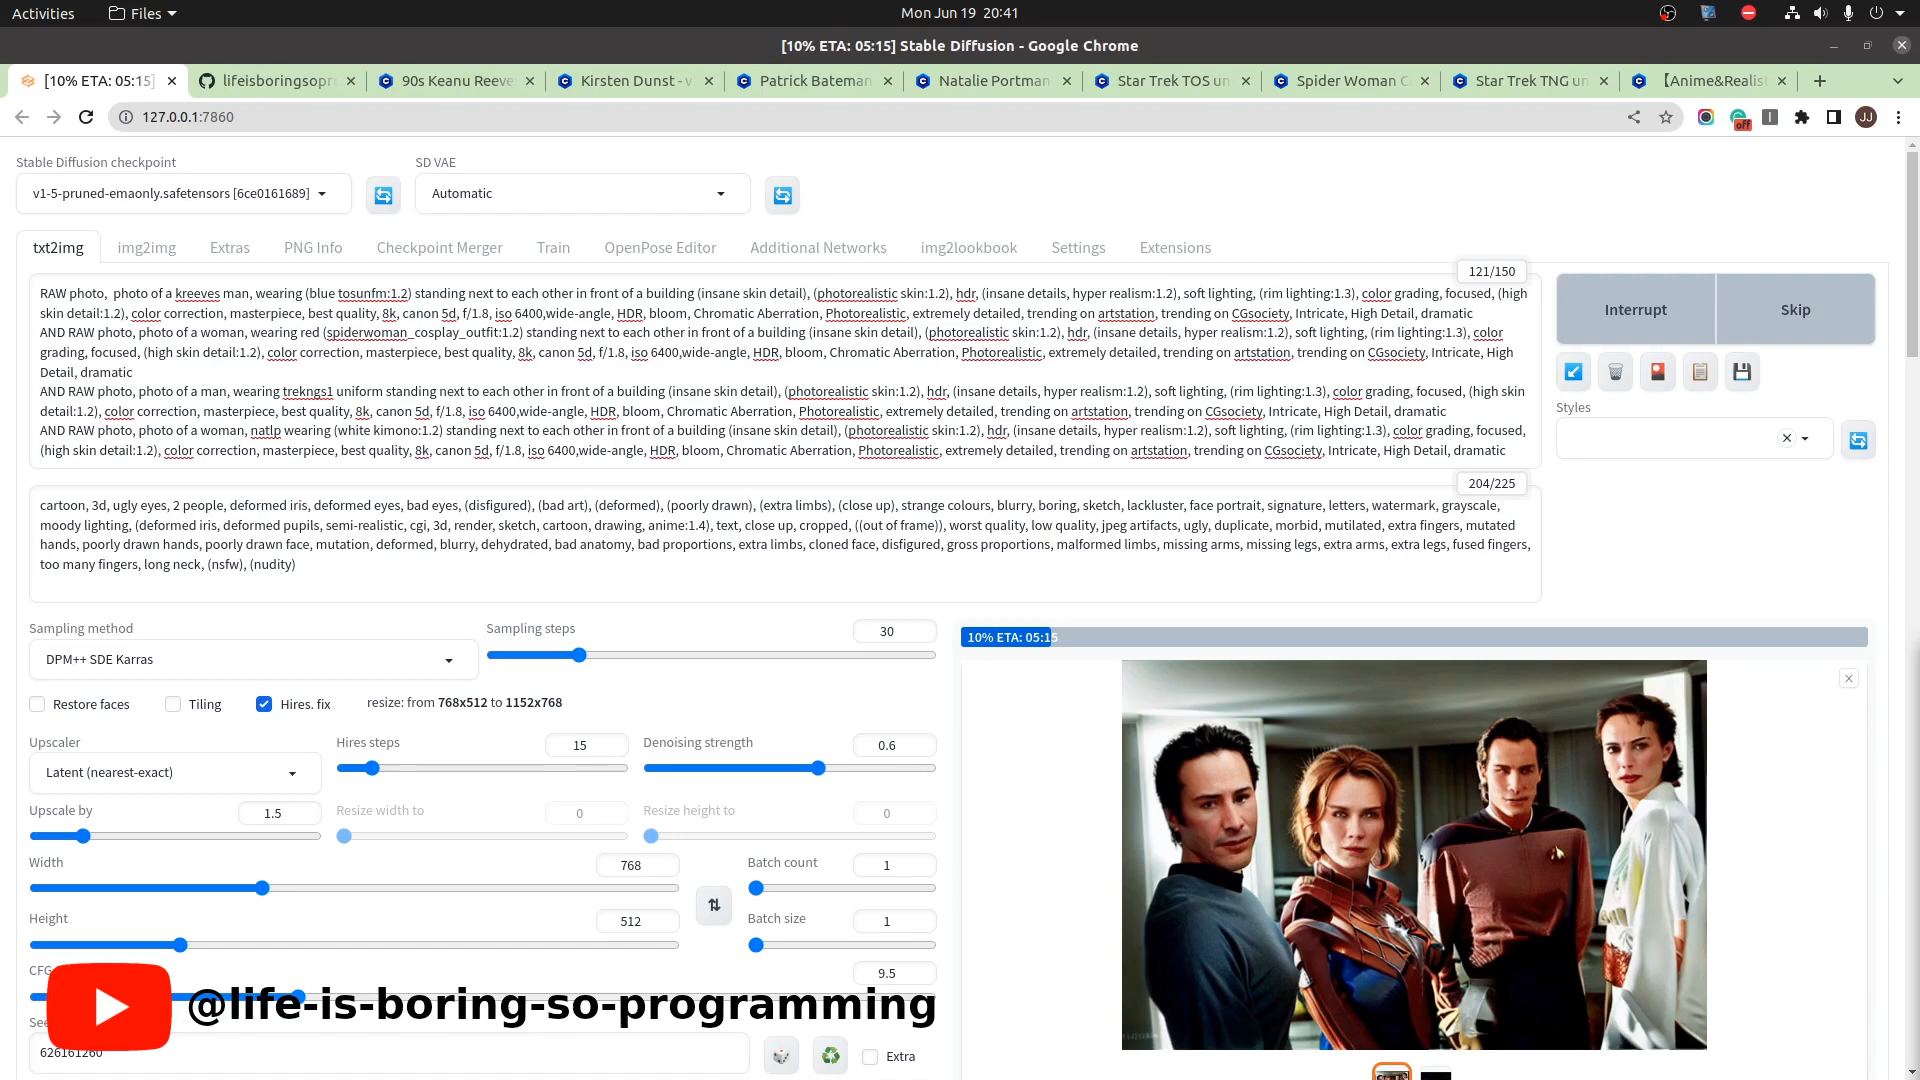 Activities
Files
Mon Jun 19 20:41
[10% ETA: 05:15] Stable Diffusion - Google Chrome
[10% ETA: 05:15]
lifeisboringsopr
90s Keanu Reeve
Kirsten Dunst - v
Patrick Bateman
Natalie Portman
Star Trek TOS un
Spider Woman C
Star Trek TNG un
【Anime&Realis
127.0.0.1:7860
off
JJ
Stable Diffusion checkpoint
SD VAE
v1-5-pruned-emaonly.safetensors [6ce0161689]
Automatic
txt2img
img2img
Extras
PNG Info
Checkpoint Merger
Train
OpenPose Editor
Additional Networks
img2lookbook
Settings
Extensions
121/150
RAW photo,  photo of a kreeves man, wearing (blue tosunfm:1.2) standing next to each other in front of a building (insane skin detail), (photorealistic skin:1.2), hdr, (insane details, hyper realism:1.2), soft lighting, (rim lighting:1.3), color grading, focused, (high
skin detail:1.2), color correction, masterpiece, best quality, 8k, canon 5d, f/1.8, iso 6400,wide-angle, HDR, bloom, Chromatic Aberration, Photorealistic, extremely detailed, trending on artstation, trending on CGsociety, Intricate, High Detail, dramatic
AND RAW photo, photo of a woman, wearing red (spiderwoman_cosplay_outfit:1.2) standing next to each other in front of a building (insane skin detail), (photorealistic skin:1.2), hdr, (insane details, hyper realism:1.2), soft lighting, (rim lighting:1.3), color
grading, focused, (high skin detail:1.2), color correction, masterpiece, best quality, 8k, canon 5d, f/1.8, iso 6400,wide-angle, HDR, bloom, Chromatic Aberration, Photorealistic, extremely detailed, trending on artstation, trending on CGsociety, Intricate, High
Detail, dramatic
AND RAW photo, photo of a man, wearing trekngs1 uniform standing next to each other in front of a building (insane skin detail), (photorealistic skin:1.2), hdr, (insane details, hyper realism:1.2), soft lighting, (rim lighting:1.3), color grading, focused, (high skin
detail:1.2), color correction, masterpiece, best quality, 8k, canon 5d, f/1.8, iso 6400,wide-angle, HDR, bloom, Chromatic Aberration, Photorealistic, extremely detailed, trending on artstation, trending on CGsociety, Intricate, High Detail, dramatic
AND RAW photo, photo of a woman, natlp wearing (white kimono:1.2) standing next to each other in front of a building (insane skin detail), (photorealistic skin:1.2), hdr, (insane details, hyper realism:1.2), soft lighting, (rim lighting:1.3), color grading, focused,
(high skin detail:1.2), color correction, masterpiece, best quality, 8k, canon 5d, f/1.8, iso 6400,wide-angle, HDR, bloom, Chromatic Aberration, Photorealistic, extremely detailed, trending on artstation, trending on CGsociety, Intricate, High Detail, dramatic
Interrupt
Skip
Styles
204/225
cartoon, 3d, ugly eyes, 2 people, deformed iris, deformed eyes, bad eyes, (disfigured), (bad art), (deformed), (poorly drawn), (extra limbs), (close up), strange colours, blurry, boring, sketch, lackluster, face portrait, signature, letters, watermark, grayscale,
moody lighting, (deformed iris, deformed pupils, semi-realistic, cgi, 3d, render, sketch, cartoon, drawing, anime:1.4), text, close up, cropped, ((out of frame)), worst quality, low quality, jpeg artifacts, ugly, duplicate, morbid, mutilated, extra fingers, mutated
hands, poorly drawn hands, poorly drawn face, mutation, deformed, blurry, dehydrated, bad anatomy, bad proportions, extra limbs, cloned face, disfigured, gross proportions, malformed limbs, missing arms, missing legs, extra arms, extra legs, fused fingers,
too many fingers, long neck, (nsfw), (nudity)
Sampling method
DPM++ SDE Karras
Sampling steps
30
Restore faces
Tiling
Hires. fix
resize: from 768x512 to 1152x768
Upscaler
Latent (nearest-exact)
Hires steps
15
Denoising strength
0.6
Upscale by
1.5
Resize width to
0
Resize height to
0
Width
768
Batch count
1
Height
512
Batch size
1
CFG
9.5
@life-is-boring-so-programming
See
626161260
Extra
10% ETA: 05:15